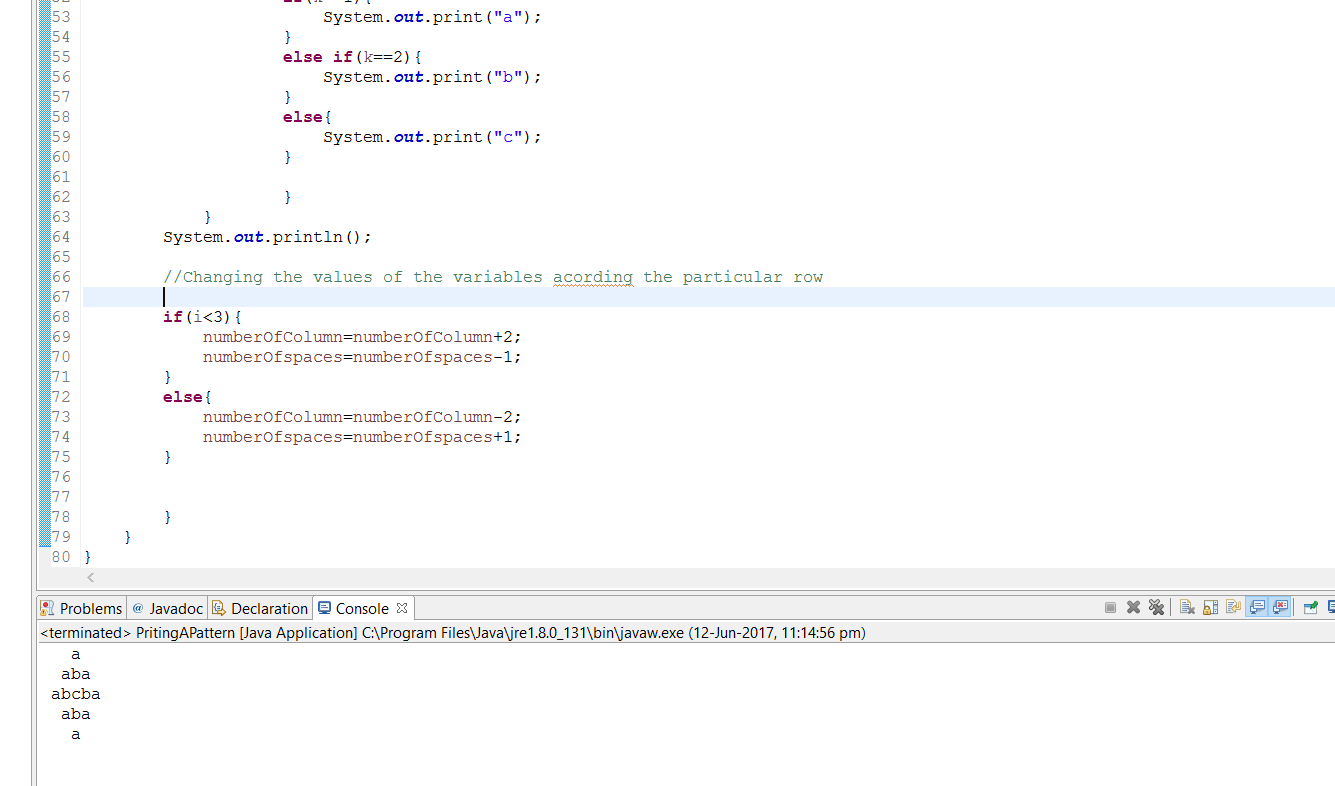 53 System.out.print("a");
54 }
55 else if(k==2){
56 System.out.print("b");
57 }
58 else{
59 System.out.print("c");
60 }
61
62 }
63 }
64 System.out.println();
65
66 //Changing the values of the variables acording the particular row
67
68 if(i<3){
69 numberOfColumn=numberOfColumn+2;
70 numberOfspaces=numberOfspaces-1;
71 }
72 else{
73 numberOfColumn=numberOfColumn-2;
74 numberOfspaces=numberOfspaces+1;
75 }
76
77
78 }
79 }
80 }
Problems @ Javadoc Declaration Console
<terminated> PritingAPattern [Java Application] C:\Program Files\Java\jre1.8.0_131\bin\javaw.exe (12-Jun-2017, 11:14:56 pm)
a
aba
abcba
aba
a